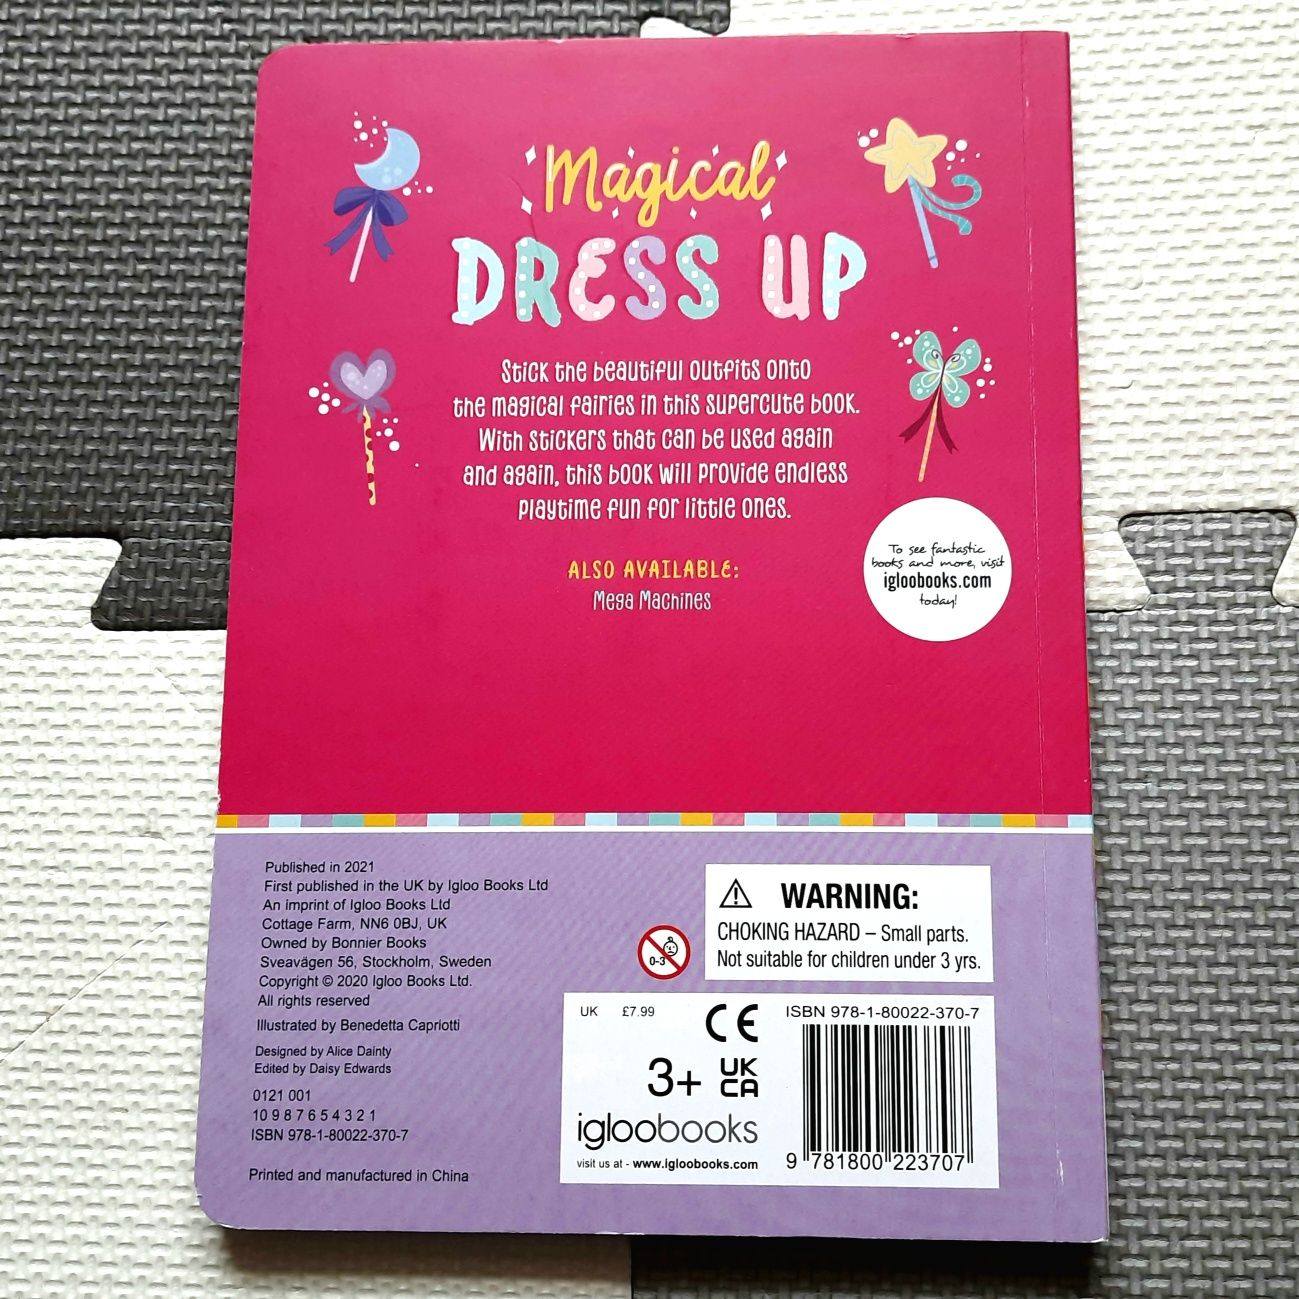 Magical
DRESS UP
Stick the beautiful outfits onto
the magical fairies in this supercute book.
With stickers that can be used again
and again, this book will provide endless
playtime fun for little ones.
ALSO AVAILABLE:
Mega Machines
To see fantastic
books and more, visit
igloobooks.com
today!
Published in 2021
First published in the UK by Igloo Books Ltd
An imprint of Igloo Books Ltd
Cottage Farm, NN6 0BJ, UK
Owned by Bonnier Books
Sveavägen 56, Stockholm, Sweden
Copyright © 2020 Igloo Books Ltd.
All rights reserved
Illustrated by Benedetta Capriotti
Designed by Alice Dainty
Edited by Daisy Edwards
0121 001
10 9 8 7 6 5 4 3 2 1
ISBN 978-1-80022-370-7
Printed and manufactured in China
0-3
WARNING:
CHOKING HAZARD – Small parts.
Not suitable for children under 3 yrs.
UK £7.99 CE
3+ UK
CA
igloobooks
visit us at - www.igloobooks.com
ISBN 978-1-80022-370-7
9 781800 223707